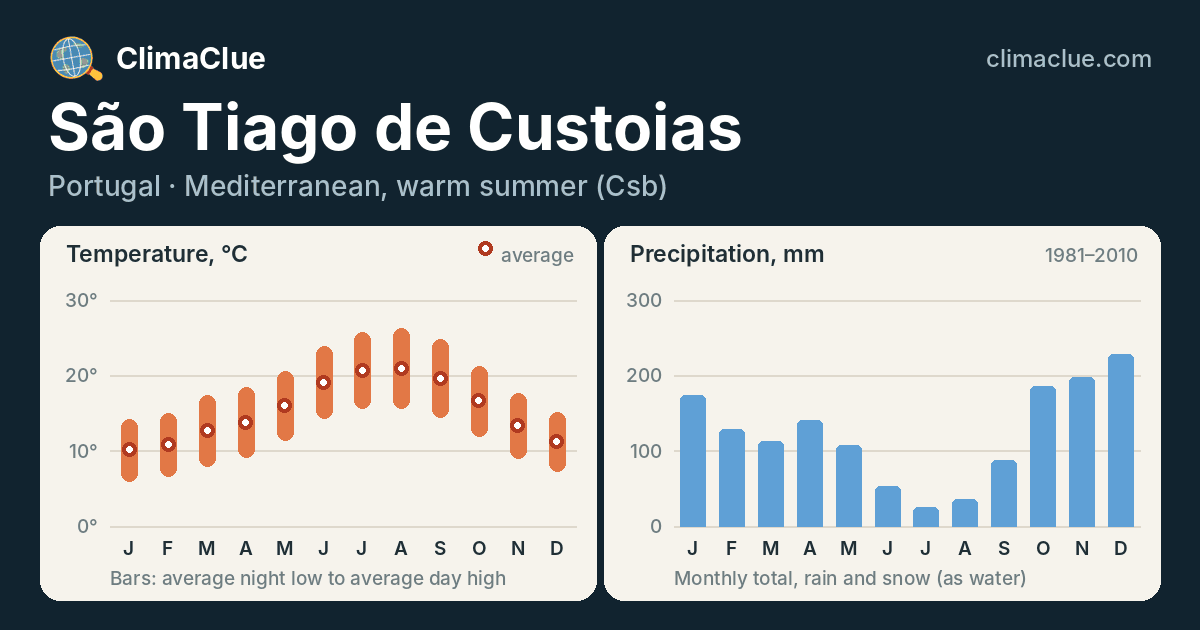 ClimaClue
climaclue.com
São Tiago de Custoias
Portugal · Mediterranean, warm summer (Csb)
Temperature, °C
average
30°
20°
10°
0°
J F M A M J J A S O N D
Bars: average night low to average day high
Precipitation, mm
1981–2010
300
200
100
0
J F M A M J J A S O N D
Monthly total, rain and snow (as water)